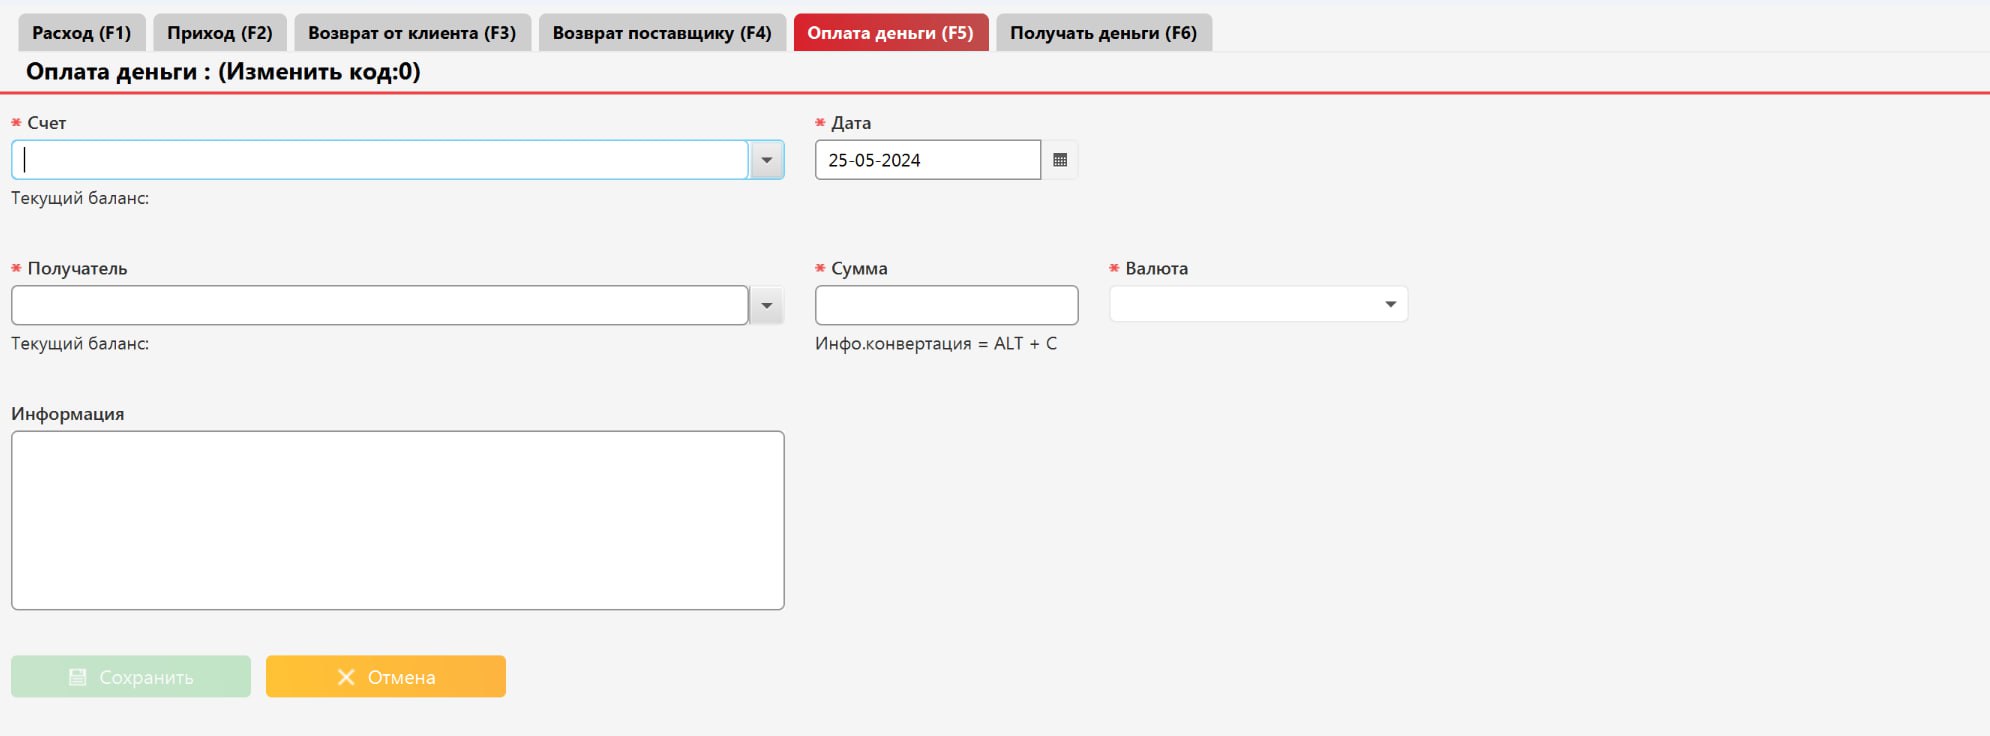 Расход (F1) Приход (F2) Возврат от клиента (F3) Возврат поставщику (F4) Оплата деньги (F5) Получать деньги (F6)
Оплата деньги : (Изменить код:0)
* Счет * Дата
25-05-2024
Текущий баланс:
* Получатель * Сумма * Валюта
Текущий баланс: Инфо.конвертация = ALT + C
Информация
Сохранить Отмена